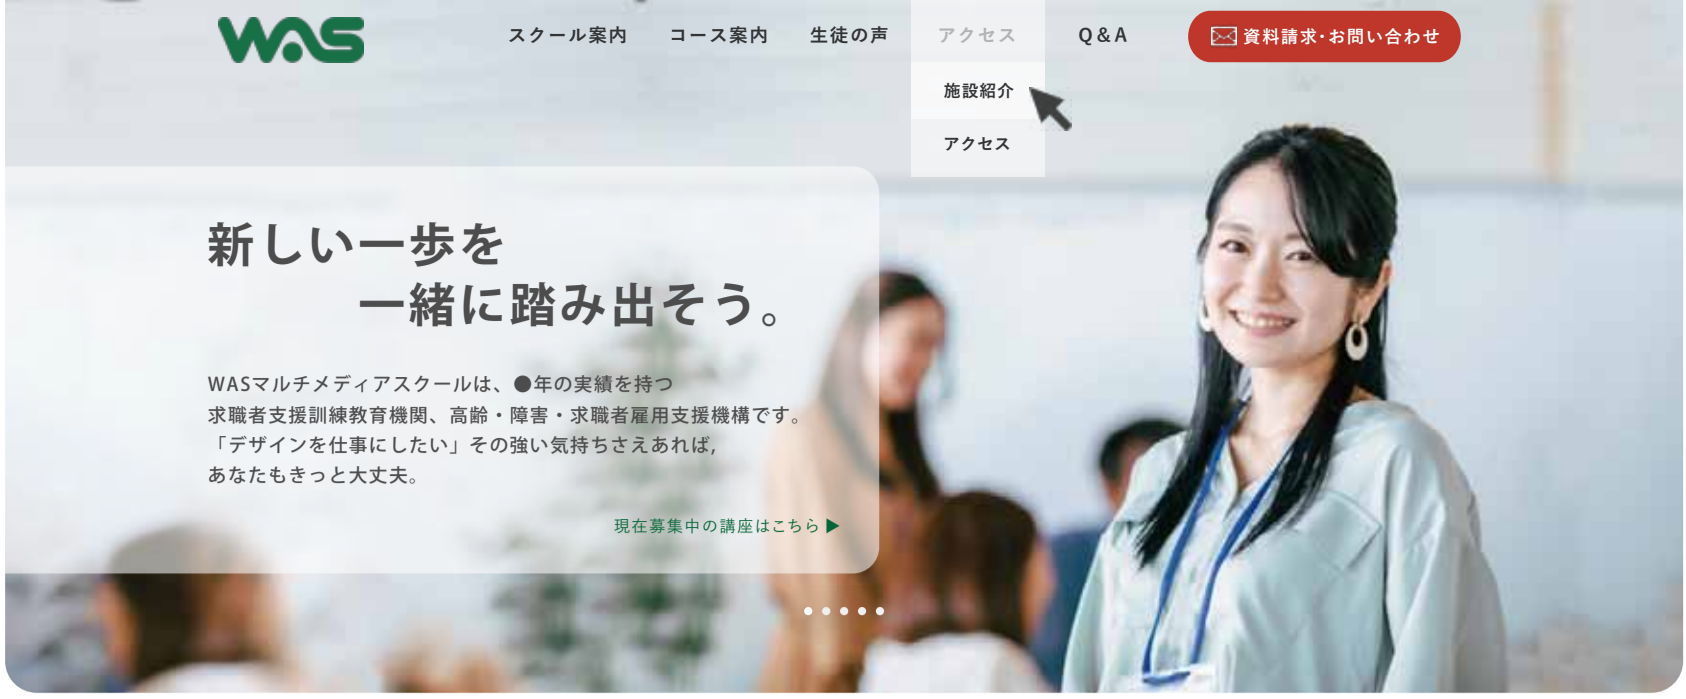 WAS
スクール案内
コース案内
生徒の声
アクセス
Q&A
資料請求・お問い合わせ
施設紹介
アクセス
新しい一歩を
一緒に踏み出そう。
WASマルチメディアスクールは、●年の実績を持つ
求職者支援訓練教育機関、高齢・障害・求職者雇用支援機構です。
「デザインを仕事にしたい」その強い気持ちさえあれば,
あなたもきっと大丈夫。
現在募集中の講座はこちら▶